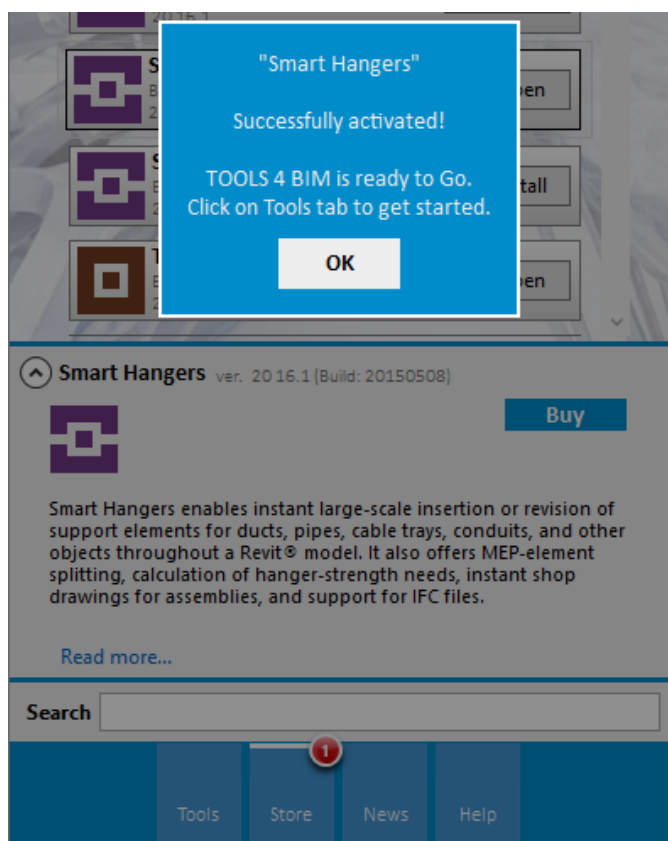 2016.1
"Smart Hangers"
Successfully activated!
TOOLS 4 BIM is ready to Go.
Click on Tools tab to get started.
OK
Smart Hangers ver. 2016.1 (Build: 20150508)
Buy
Smart Hangers enables instant large-scale insertion or revision of
support elements for ducts, pipes, cable trays, conduits, and other
objects throughout a Revit® model. It also offers MEP-element
splitting, calculation of hanger-strength needs, instant shop
drawings for assemblies, and support for IFC files.
Read more...
Search
1
Tools Store News Help